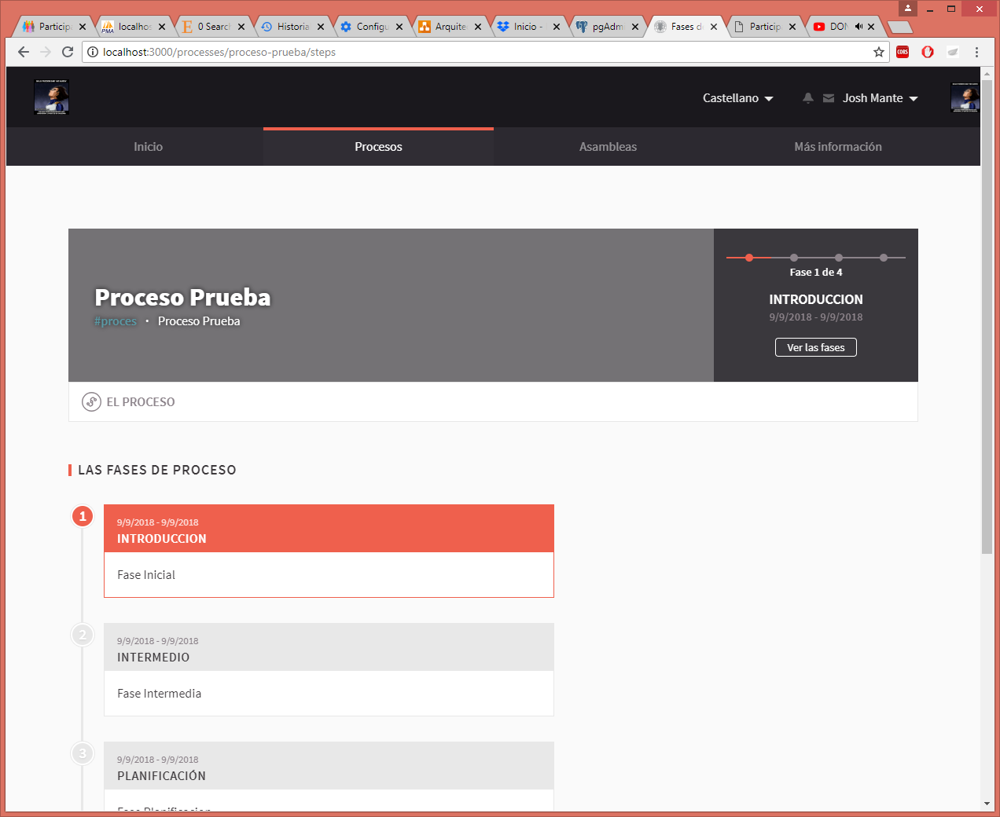 Particip
localhos
0 Searc
Historia
Configu
Arquite
Inicio -
pgAdm
Fases de
Particip
DON
localhost:3000/processes/proceso-prueba/steps
Castellano
Josh Mante
Inicio
Procesos
Asambleas
Más información
Proceso Prueba
#proces • Proceso Prueba
Fase 1 de 4
INTRODUCCION
9/9/2018 - 9/9/2018
Ver las fases
EL PROCESO
LAS FASES DE PROCESO
1
9/9/2018 - 9/9/2018
INTRODUCCION
Fase Inicial
2
9/9/2018 - 9/9/2018
INTERMEDIO
Fase Intermedia
3
9/9/2018 - 9/9/2018
PLANIFICACIÓN
Fase Planificacion